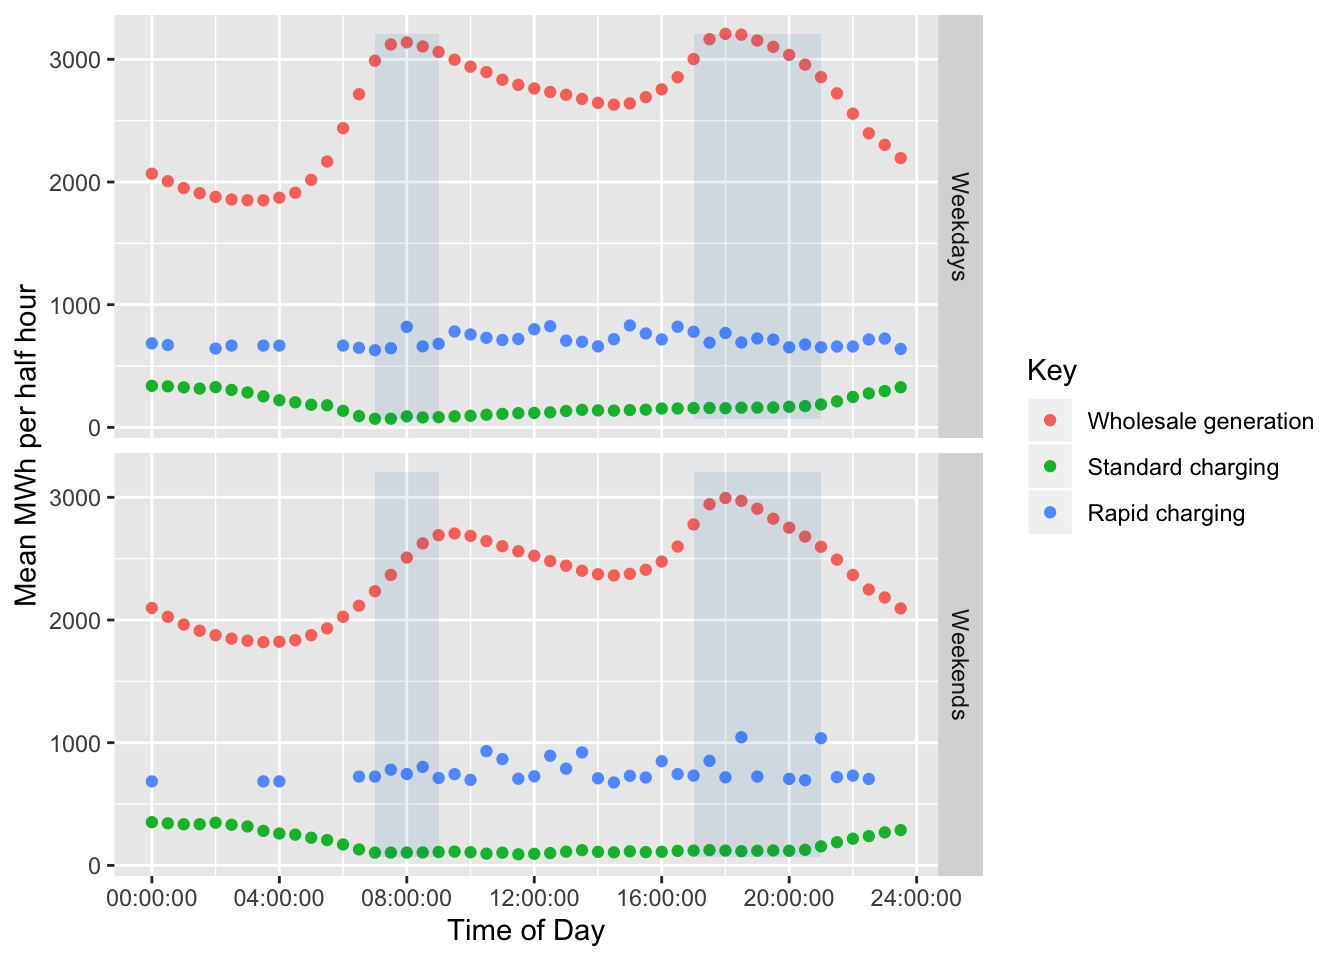 Mean MWh per half hour
3000
2000
1000
0
Weekdays
3000
2000
1000
0
Weekends
00:00:00 04:00:00 08:00:00 12:00:00 16:00:00 20:00:00 24:00:00
Time of Day
Key
Wholesale generation
Standard charging
Rapid charging